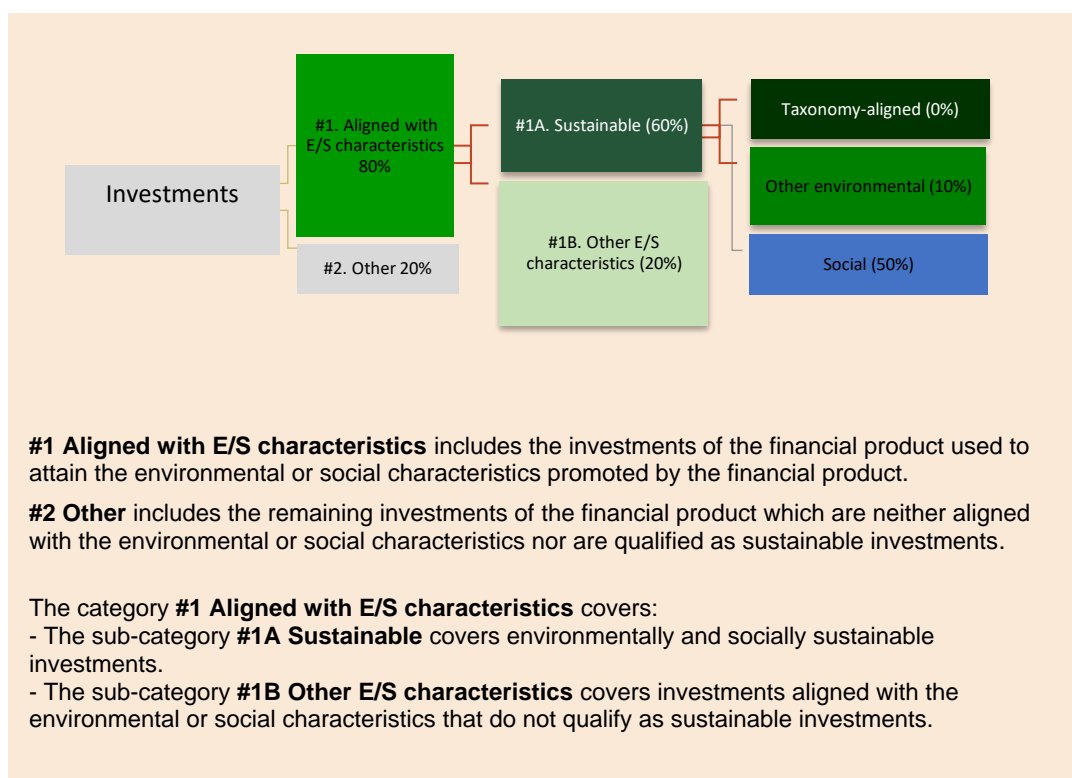 Investments
#1. Aligned with
E/S characteristics
80%
#2. Other 20%
#1A. Sustainable (60%)
#1B. Other E/S
characteristics (20%)
Taxonomy-aligned (0%)
Other environmental (10%)
Social (50%)
#1 Aligned with E/S characteristics includes the investments of the financial product used to
attain the environmental or social characteristics promoted by the financial product.
#2 Other includes the remaining investments of the financial product which are neither aligned
with the environmental or social characteristics nor are qualified as sustainable investments.
The category #1 Aligned with E/S characteristics covers:
- The sub-category #1A Sustainable covers environmentally and socially sustainable
investments.
- The sub-category #1B Other E/S characteristics covers investments aligned with the
environmental or social characteristics that do not qualify as sustainable investments.